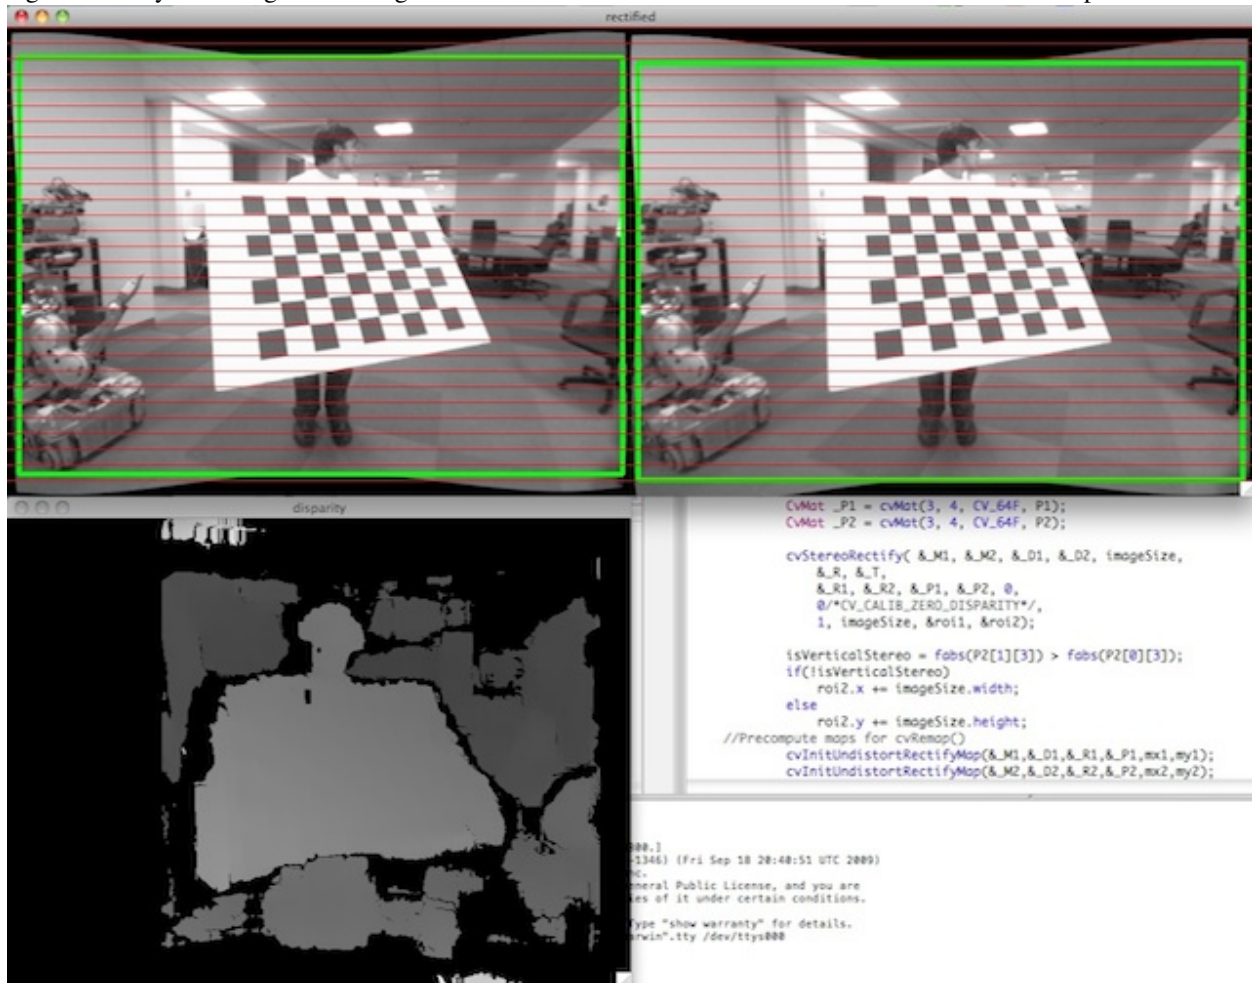 rectified
disparity
CvMat _P1 = cvMat(3, 4, CV_64F, P1);
CvMat _P2 = cvMat(3, 4, CV_64F, P2);
cvStereoRectify( &_M1, &_M2, &_D1, &_D2, imageSize,
&_R, &_T,
&_R1, &_R2, &_P1, &_P2, 0,
0/*CV_CALIB_ZERO_DISPARITY*/,
1, imageSize, &roi1, &roi2);
isVerticalStereo = fabs(P2[1][3]) > fabs(P2[0][3]);
if(!isVerticalStereo)
roi2.x += imageSize.width;
else
roi2.y += imageSize.height;
//Precompute maps for cvRemap()
cvInitUndistortRectifyMap(&_M1,&_D1,&_R1,&_P1,mx1,my1);
cvInitUndistortRectifyMap(&_M2,&_D2,&_R2,&_P2,mx2,my2);
-1346) (Fri Sep 18 20:40:51 UTC 2009)
nc.
eneral Public License, and you are
ies of it under certain conditions.
Type "show warranty" for details.
arwin".tty /dev/ttys000